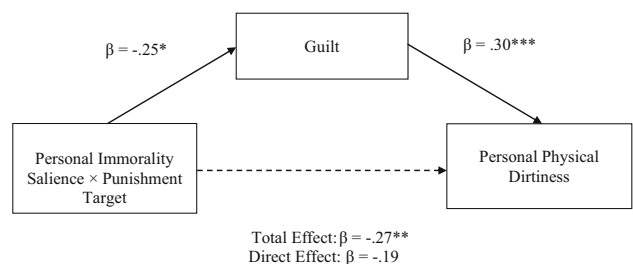 β = -.25*
Guilt
β = .30***
Personal Immorality
Salience × Punishment
Target
Personal Physical
Dirtiness
Total Effect: β = -.27**
Direct Effect: β = -.19